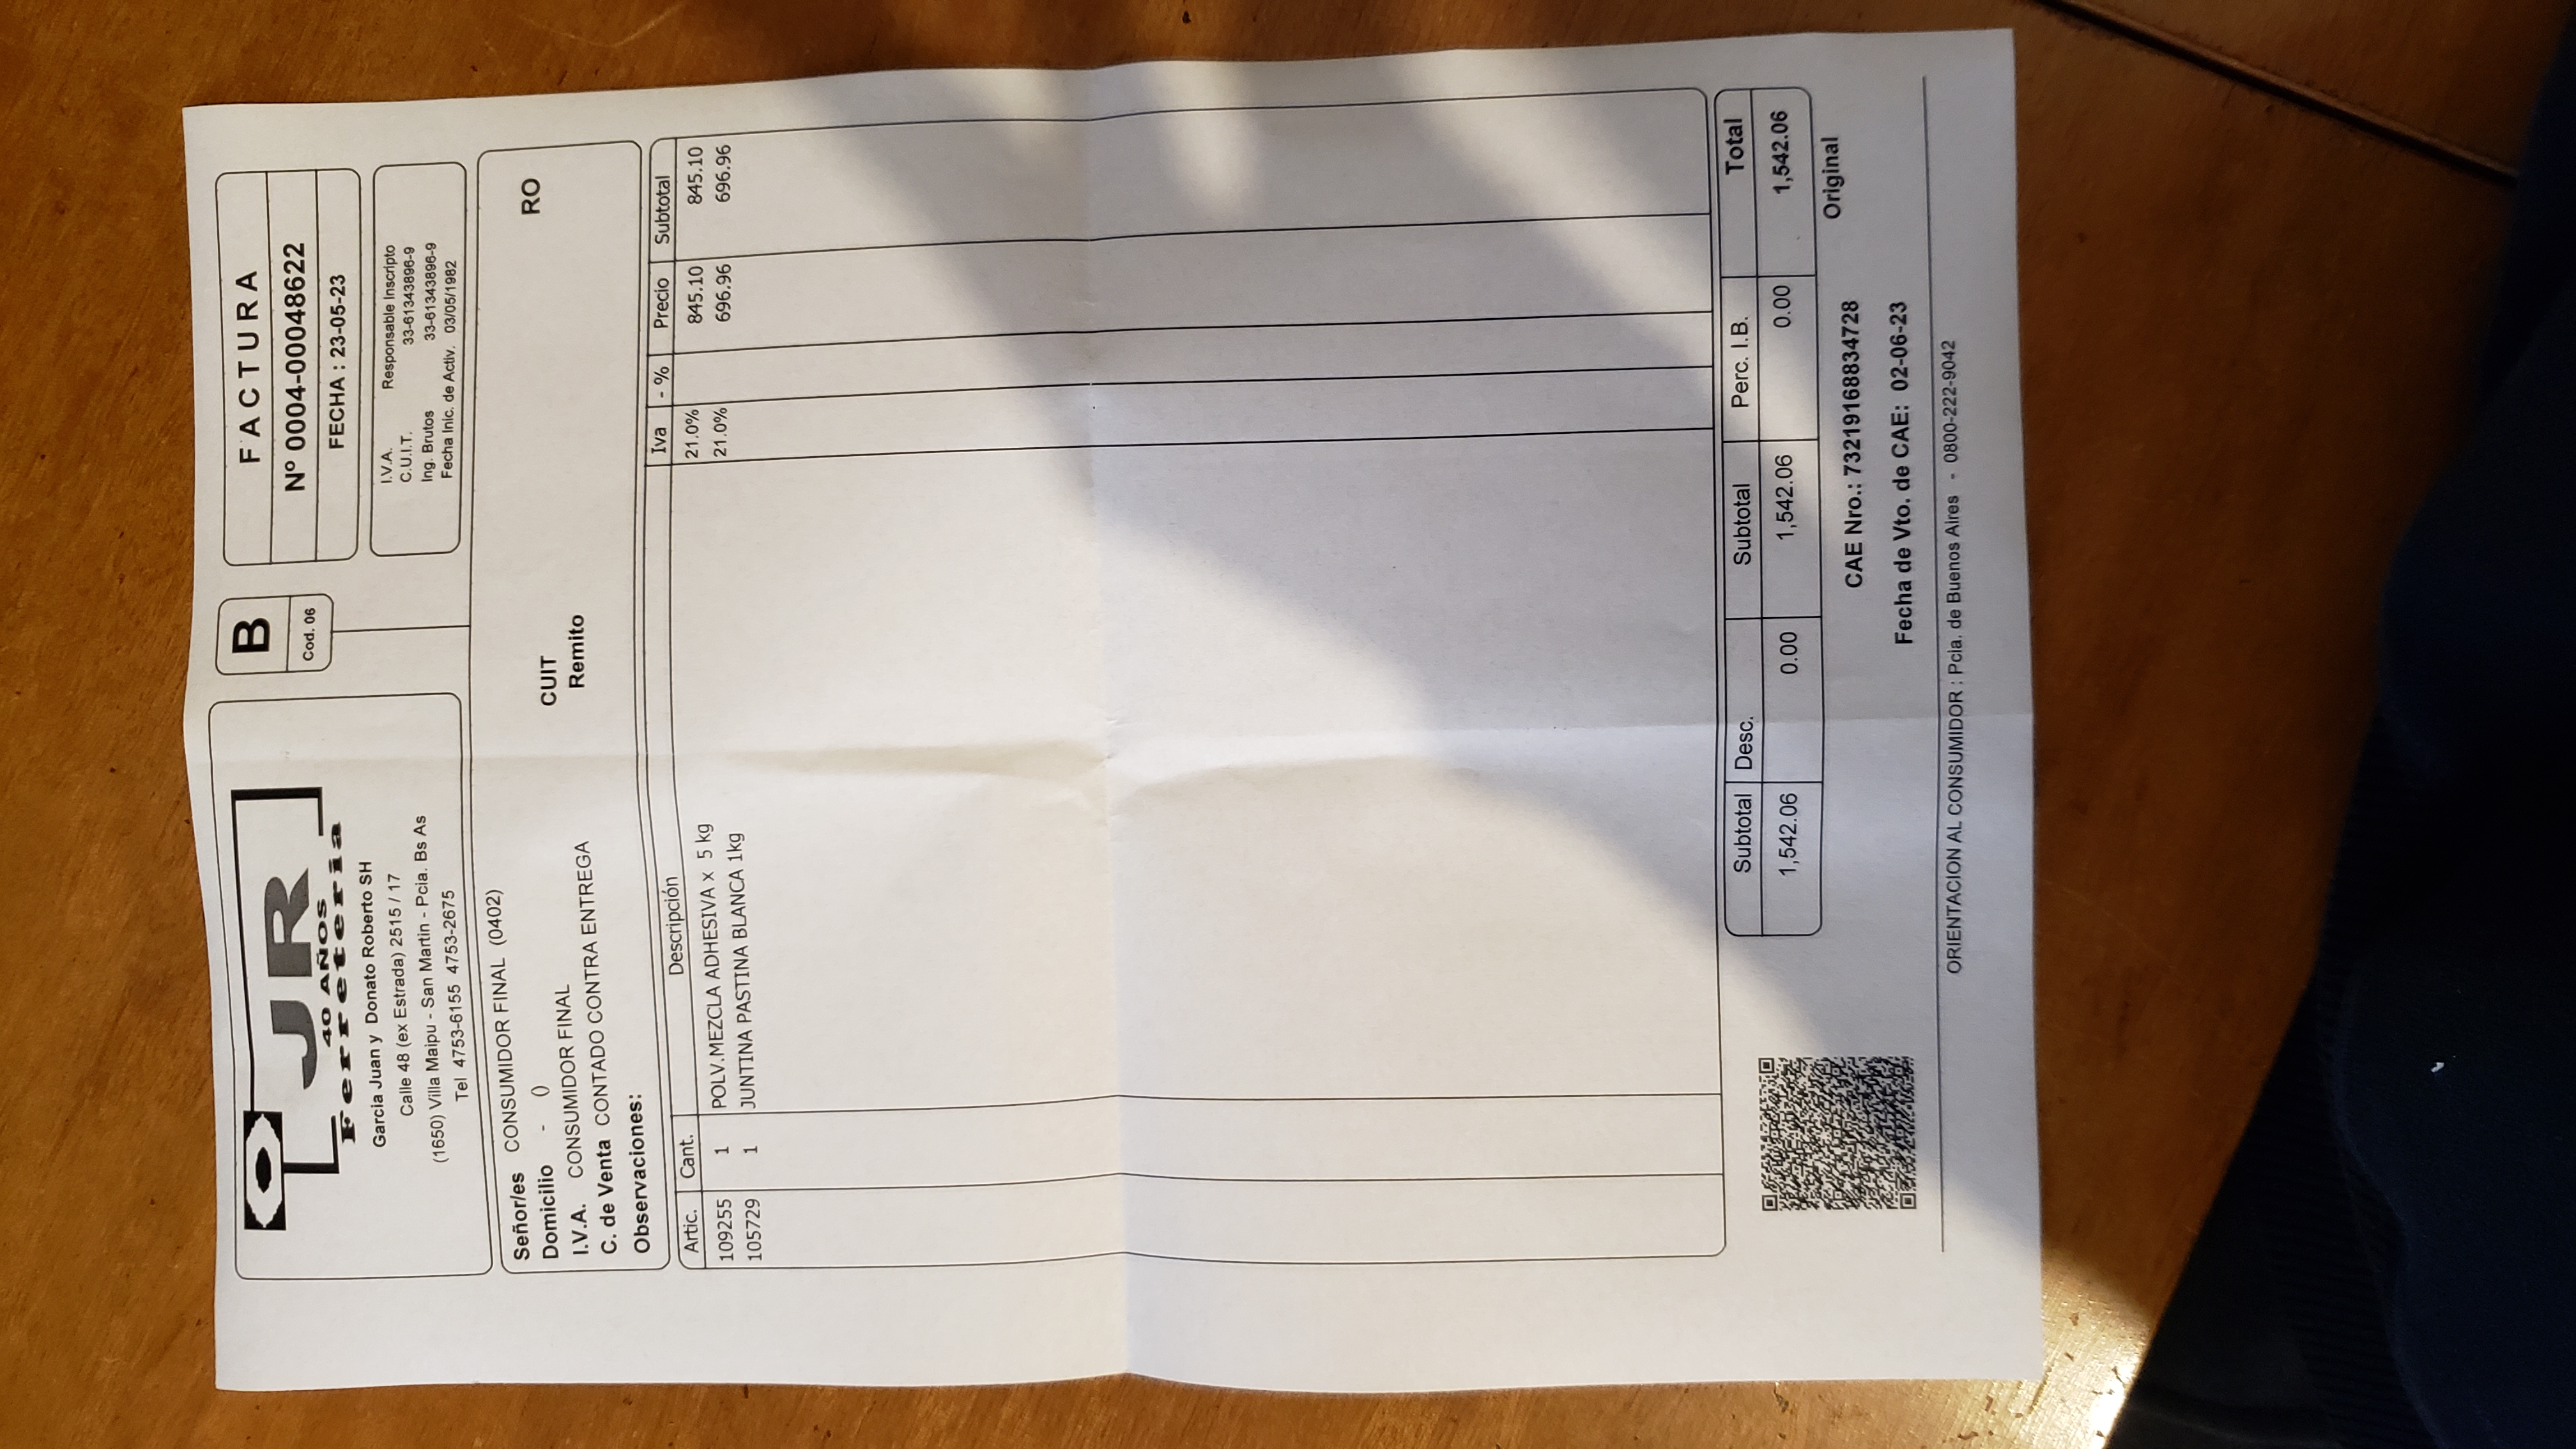 JR
40 AÑOS
Ferretería
Garcia Juan y Donato Roberto SH
Calle 48 (ex Estrada) 2515 / 17
(1650) Villa Maipu - San Martin - Pcia. Bs As
Tel 4753-6155 4753-2675
B
Cod. 06
FACTURA
Nº 0004-00048622
FECHA : 23-05-23
I.V.A. Responsable Inscripto
C.U.I.T. 33-61343896-9
Ing. Brutos 33-61343896-9
Fecha Inic. de Activ. 03/05/1982
Señor/es CONSUMIDOR FINAL (0402)
Domicilio - ()
I.V.A. CONSUMIDOR FINAL
C. de Venta CONTADO CONTRA ENTREGA
Observaciones:
CUIT
Remito
RO
Artic. Cant. Descripción Iva - % Precio Subtotal
109255 1 POLV.MEZCLA ADHESIVA x 5 kg 21.0% 845.10 845.10
105729 1 JUNTINA PASTINA BLANCA 1kg 21.0% 696.96 696.96
Subtotal Desc. Subtotal Perc. I.B. Total
1,542.06 0.00 1,542.06 0.00 1,542.06
Original
CAE Nro.: 73219168834728
Fecha de Vto. de CAE: 02-06-23
ORIENTACION AL CONSUMIDOR : Pcia. de Buenos Aires - 0800-222-9042